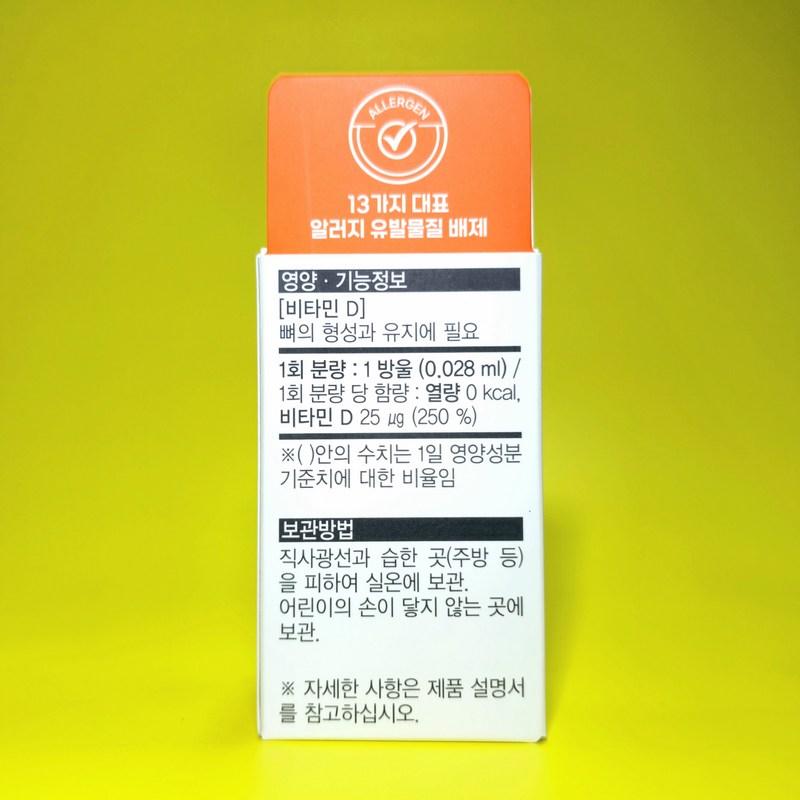 ALLERGEN
13가지 대표
알러지 유발물질 배제
영양 · 기능정보
[비타민 D]
뼈의 형성과 유지에 필요
1회 분량 : 1 방울 (0.028 ml) /
1회 분량 당 함량 : 열량 0 kcal,
비타민 D 25 ㎍ (250 %)
※( )안의 수치는 1일 영양성분
기준치에 대한 비율임
보관방법
직사광선과 습한 곳(주방 등)
을 피하여 실온에 보관.
어린이의 손이 닿지 않는 곳에
보관.
※ 자세한 사항은 제품 설명서
를 참고하십시오.